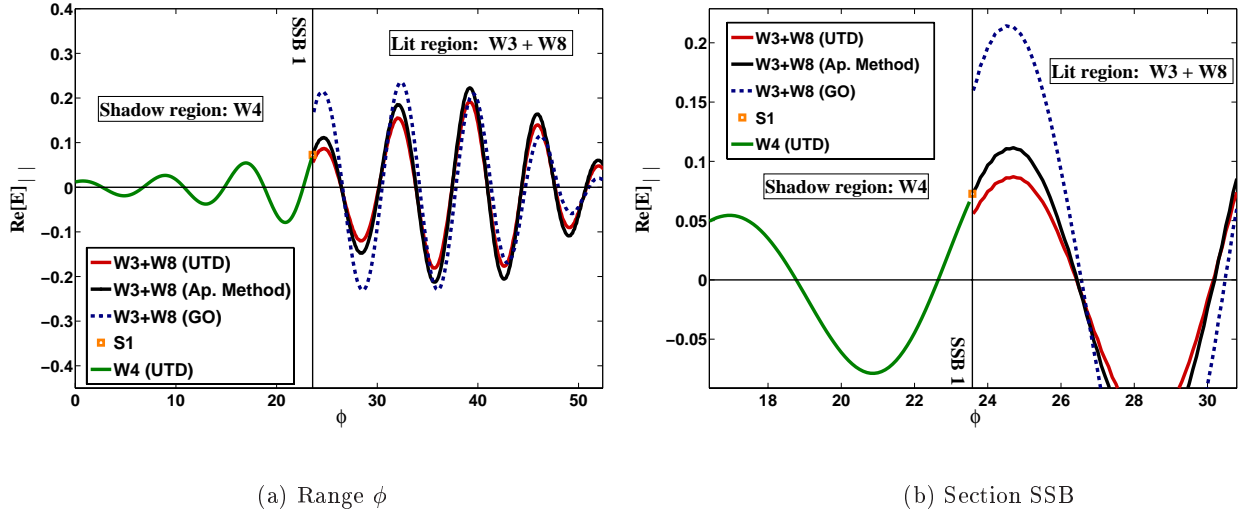 0.4
0.3
0.2
0.1
0
-0.1
-0.2
-0.3
-0.4
Re[E]||
SSB 1
Lit region: W3 + W8
Shadow region: W4
W3+W8 (UTD)
W3+W8 (Ap. Method)
W3+W8 (GO)
S1
W4 (UTD)
0 10 20 30 40 50
ϕ
(a) Range ϕ
0.2
0.15
0.1
0.05
0
-0.05
Re[E]||
W3+W8 (UTD)
W3+W8 (Ap. Method)
W3+W8 (GO)
S1
W4 (UTD)
Lit region: W3 + W8
Shadow region: W4
SSB 1
18 20 22 24 26 28 30
ϕ
(b) Section SSB